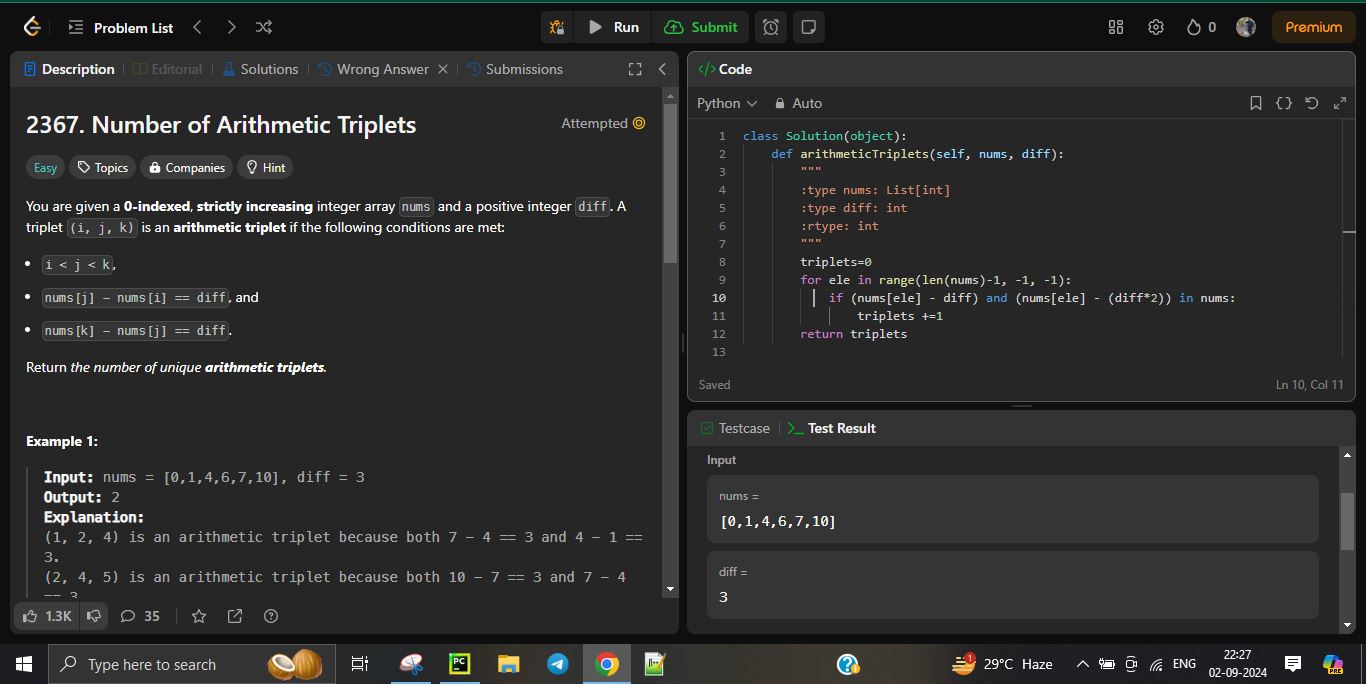 Problem List
Run
Submit
0
Premium
Description
Editorial
Solutions
Wrong Answer
Submissions
2367. Number of Arithmetic Triplets
Attempted
Easy
Topics
Companies
Hint
You are given a 0-indexed, strictly increasing integer array nums and a positive integer diff. A
triplet (i, j, k) is an arithmetic triplet if the following conditions are met:
• i < j < k,
• nums[j] - nums[i] == diff, and
• nums[k] - nums[j] == diff.
Return the number of unique arithmetic triplets.
Example 1:
Input: nums = [0,1,4,6,7,10], diff = 3
Output: 2
Explanation:
(1, 2, 4) is an arithmetic triplet because both 7 - 4 == 3 and 4 - 1 ==
3.
(2, 4, 5) is an arithmetic triplet because both 10 - 7 == 3 and 7 - 4
== 3
1.3K
35
</> Code
Python
Auto
1 class Solution(object):
2 def arithmeticTriplets(self, nums, diff):
3 """
4 :type nums: List[int]
5 :type diff: int
6 :rtype: int
7 """
8 triplets=0
9 for ele in range(len(nums)-1, -1, -1):
10 if (nums[ele] - diff) and (nums[ele] - (diff*2)) in nums:
11 triplets +=1
12 return triplets
13
Saved
Ln 10, Col 11
Testcase
>_ Test Result
Input
nums =
[0,1,4,6,7,10]
diff =
3
Type here to search
PC
1
29°C Haze
ENG
22:27
02-09-2024
PRE